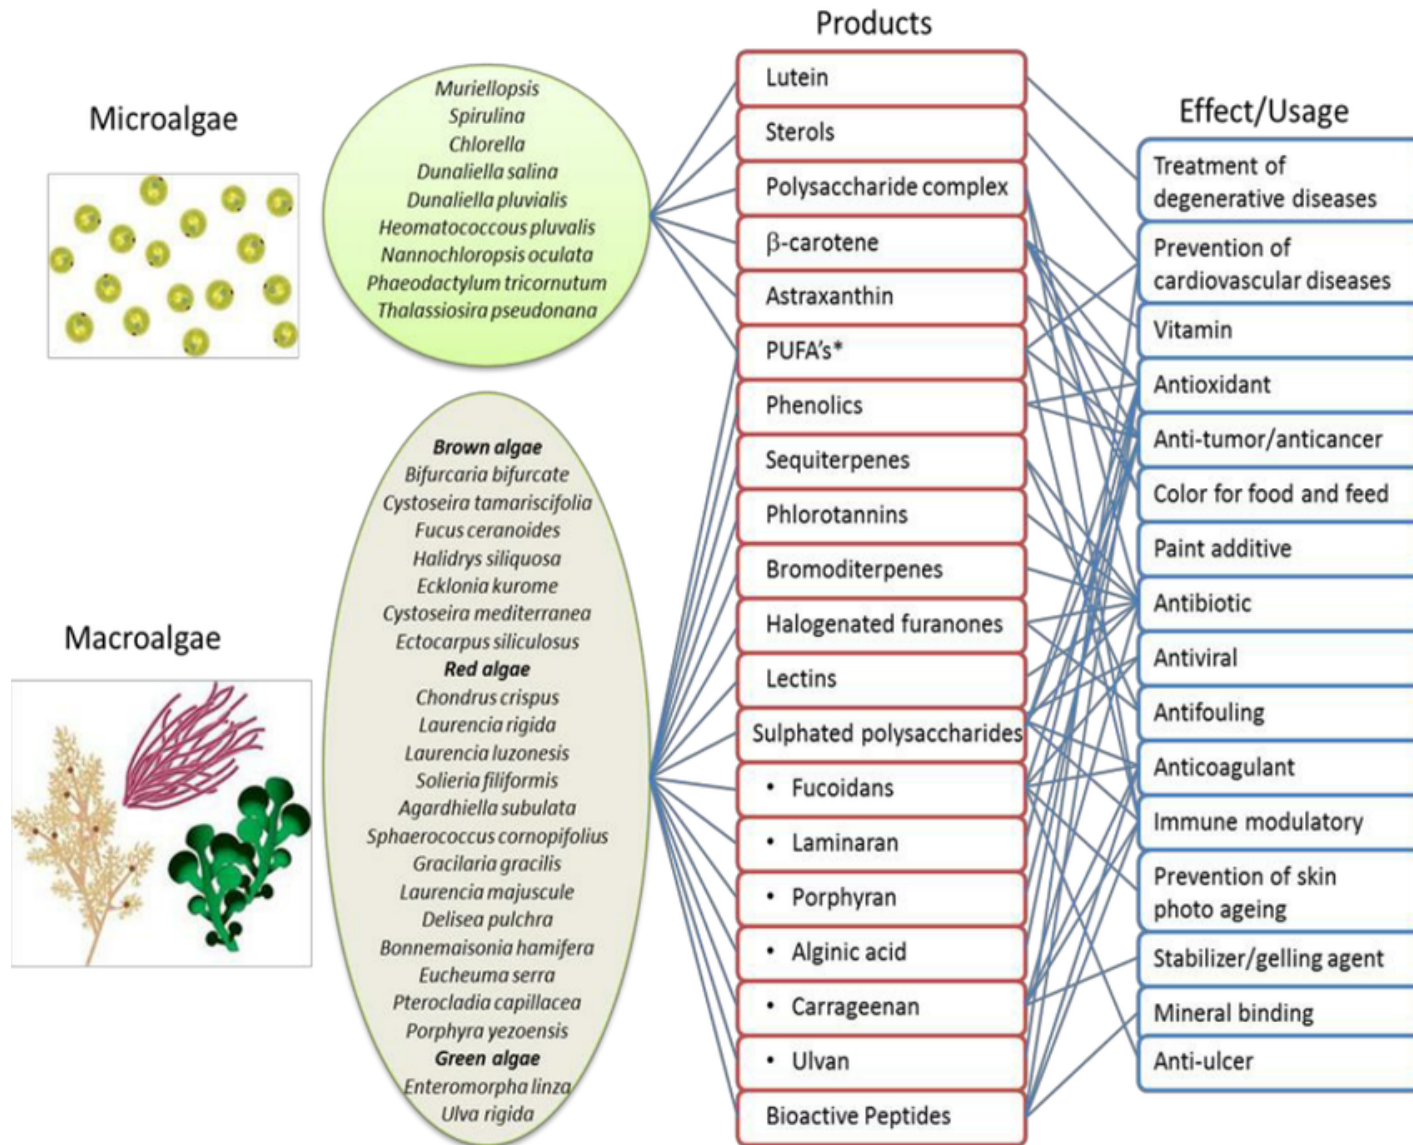 Products
Effect/Usage
Microalgae
Muriellopsis
Spirulina
Chlorella
Dunaliella salina
Dunaliella pluvialis
Heomatococcous pluvalis
Nannochloropsis oculata
Phaeodactylum tricornutum
Thalassiosira pseudonana
Macroalgae
Brown algae
Bifurcaria bifurcate
Cystoseira tamariscifolia
Fucus ceranoides
Halidrys siliquosa
Ecklonia kurome
Cystoseira mediterranea
Ectocarpus siliculosus
Red algae
Chondrus crispus
Laurencia rigida
Laurencia luzonesis
Solieria filiformis
Agardhiella subulata
Sphaerococcus cornopifolius
Gracilaria gracilis
Laurencia majuscule
Delisea pulchra
Bonnemaisonia hamifera
Eucheuma serra
Pterocladia capillacea
Porphyra yezoensis
Green algae
Enteromorpha linza
Ulva rigida
Lutein
Sterols
Polysaccharide complex
β-carotene
Astraxanthin
PUFA's*
Phenolics
Sequiterpenes
Phlorotannins
Bromoditerpenes
Halogenated furanones
Lectins
Sulphated polysaccharides
• Fucoidans
• Laminaran
• Porphyran
• Alginic acid
• Carrageenan
• Ulvan
Bioactive Peptides
Treatment of
degenerative diseases
Prevention of
cardiovascular diseases
Vitamin
Antioxidant
Anti-tumor/anticancer
Color for food and feed
Paint additive
Antibiotic
Antiviral
Antifouling
Anticoagulant
Immune modulatory
Prevention of skin
photo ageing
Stabilizer/gelling agent
Mineral binding
Anti-ulcer